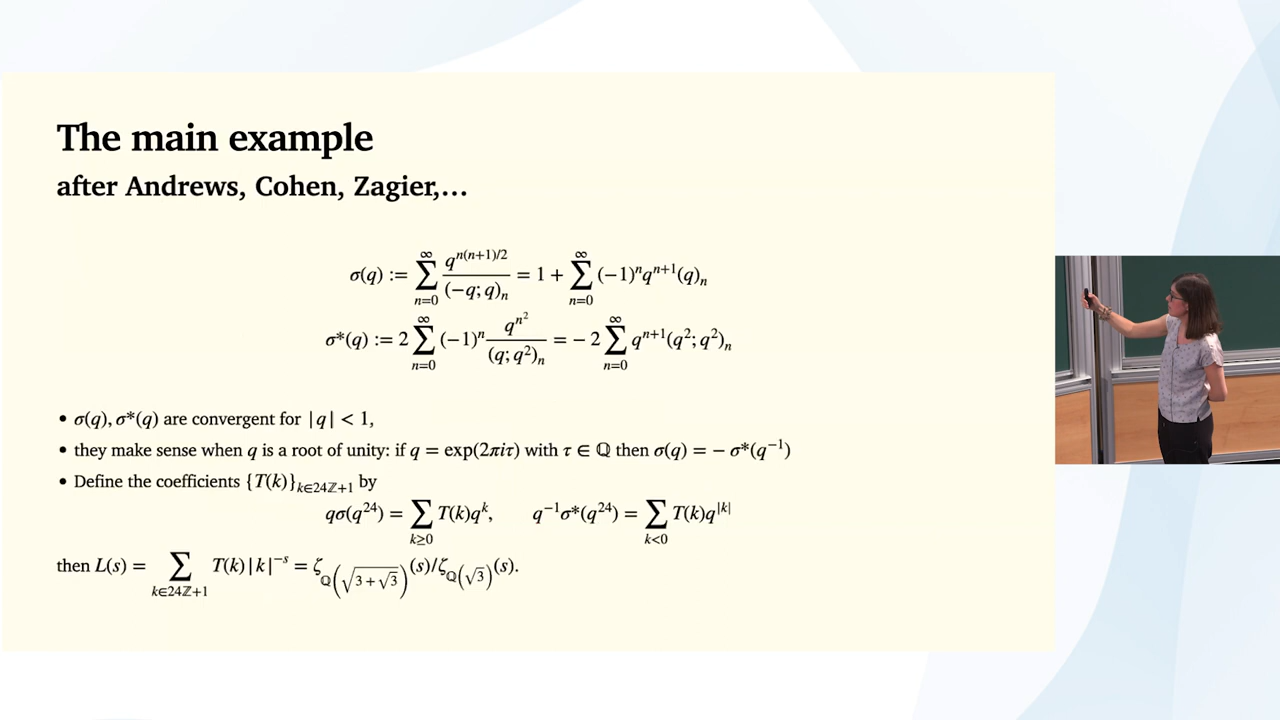 The main example
after Andrews, Cohen, Zagier,...
σ(q) := ∑_{n=0}^{∞} q^{n(n+1)/2} / (−q; q)_n = 1 + ∑_{n=0}^{∞} (−1)^n q^{n+1} (q)_n
σ*(q) := 2 ∑_{n=0}^{∞} (−1)^n q^{n^2} / (q; q^2)_n = − 2 ∑_{n=0}^{∞} q^{n+1} (q^2; q^2)_n
• σ(q), σ*(q) are convergent for |q| < 1,
• they make sense when q is a root of unity: if q = exp(2πiτ) with τ ∈ ℚ then σ(q) = − σ*(q^{−1})
• Define the coefficients {T(k)}_{k∈24ℤ+1} by
qσ(q^{24}) = ∑_{k≥0} T(k)q^k, q^{−1}σ*(q^{24}) = ∑_{k<0} T(k)q^{|k|}
then L(s) = ∑_{k∈24ℤ+1} T(k)|k|^{−s} = ζ_{ℚ(√(3+√3))}(s)/ζ_{ℚ(√3)}(s).